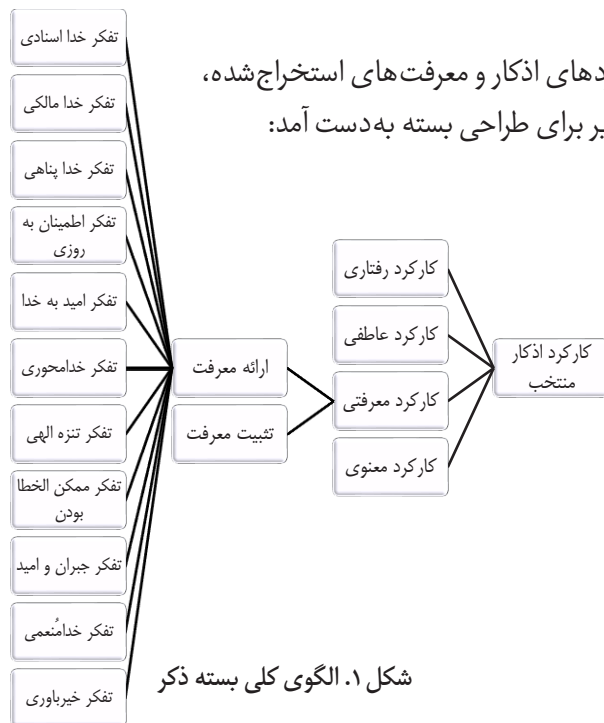 دهای اذکار و معرفت‌های استخراج‌شده،
بر برای طراحی بسته به‌دست آمد:
کارکرد اذکار
منتخب
کارکرد رفتاری
کارکرد عاطفی
کارکرد معرفتی
کارکرد معنوی
ارائه معرفت
تثبیت معرفت
تفکر خدا اسنادی
تفکر خدا مالکی
تفکر خدا پناهی
تفکر اطمینان به
روزی
تفکر امید به خدا
تفکر خدامحوری
تفکر تنزه الهی
تفکر ممکن الخطا
بودن
تفکر جبران و امید
تفکر خدامُنعمی
تفکر خیرباوری
شکل ۱. الگوی کلی بسته ذکر